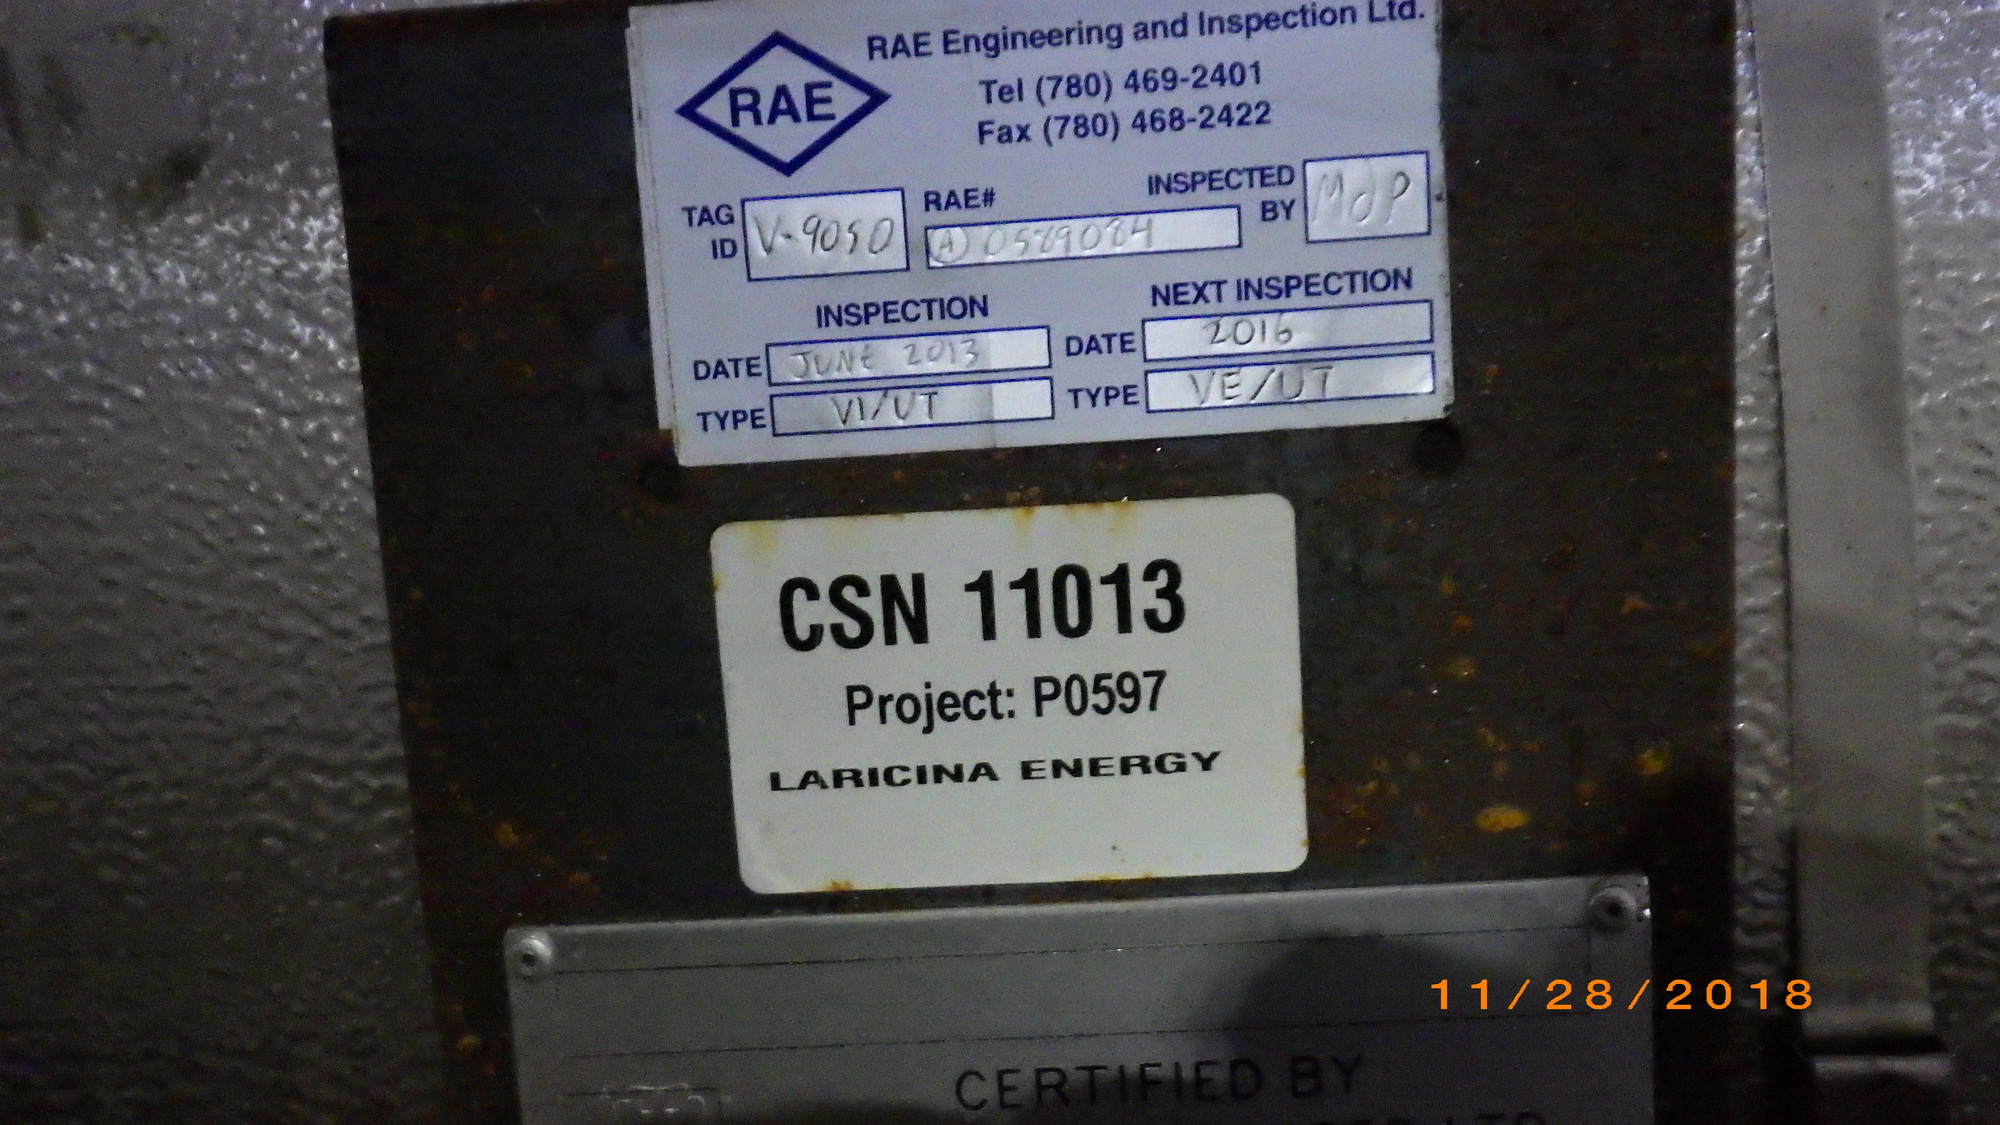 RAE
RAE Engineering and Inspection Ltd.
Tel (780) 469-2401
Fax (780) 468-2422
TAG ID V-9050
RAE# (A) 0589084
INSPECTED BY MdP
INSPECTION
DATE JUNE 2013
TYPE VI/UT
NEXT INSPECTION
DATE 2016
TYPE VE/UT
CSN 11013
Project: P0597
LARICINA ENERGY
11/28/2018
CERTIFIED BY
LTD